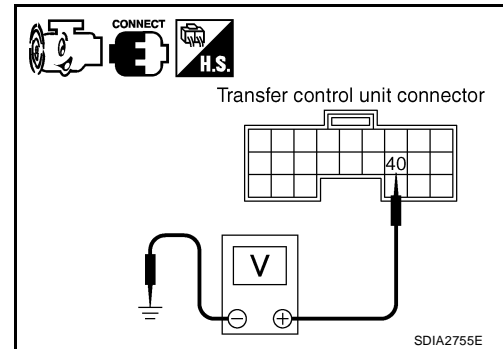 CONNECT
H.S.
Transfer control unit connector
40
V
− +
SDIA2755E